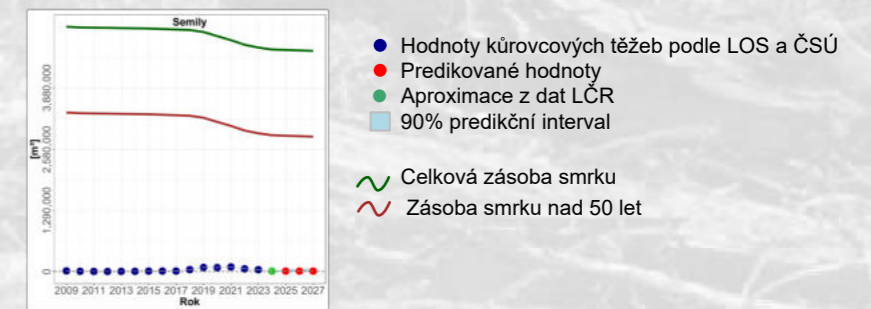 Semily
[m³]
3,880,000
2,580,000
1,290,000
0
2009 2011 2013 2015 2017 2019 2021 2023 2025 2027
Rok
Hodnoty kůrovcových těžeb podle LOS a ČSÚ
Predikované hodnoty
Aproximace z dat LČR
90% predikční interval
Celková zásoba smrku
Zásoba smrku nad 50 let